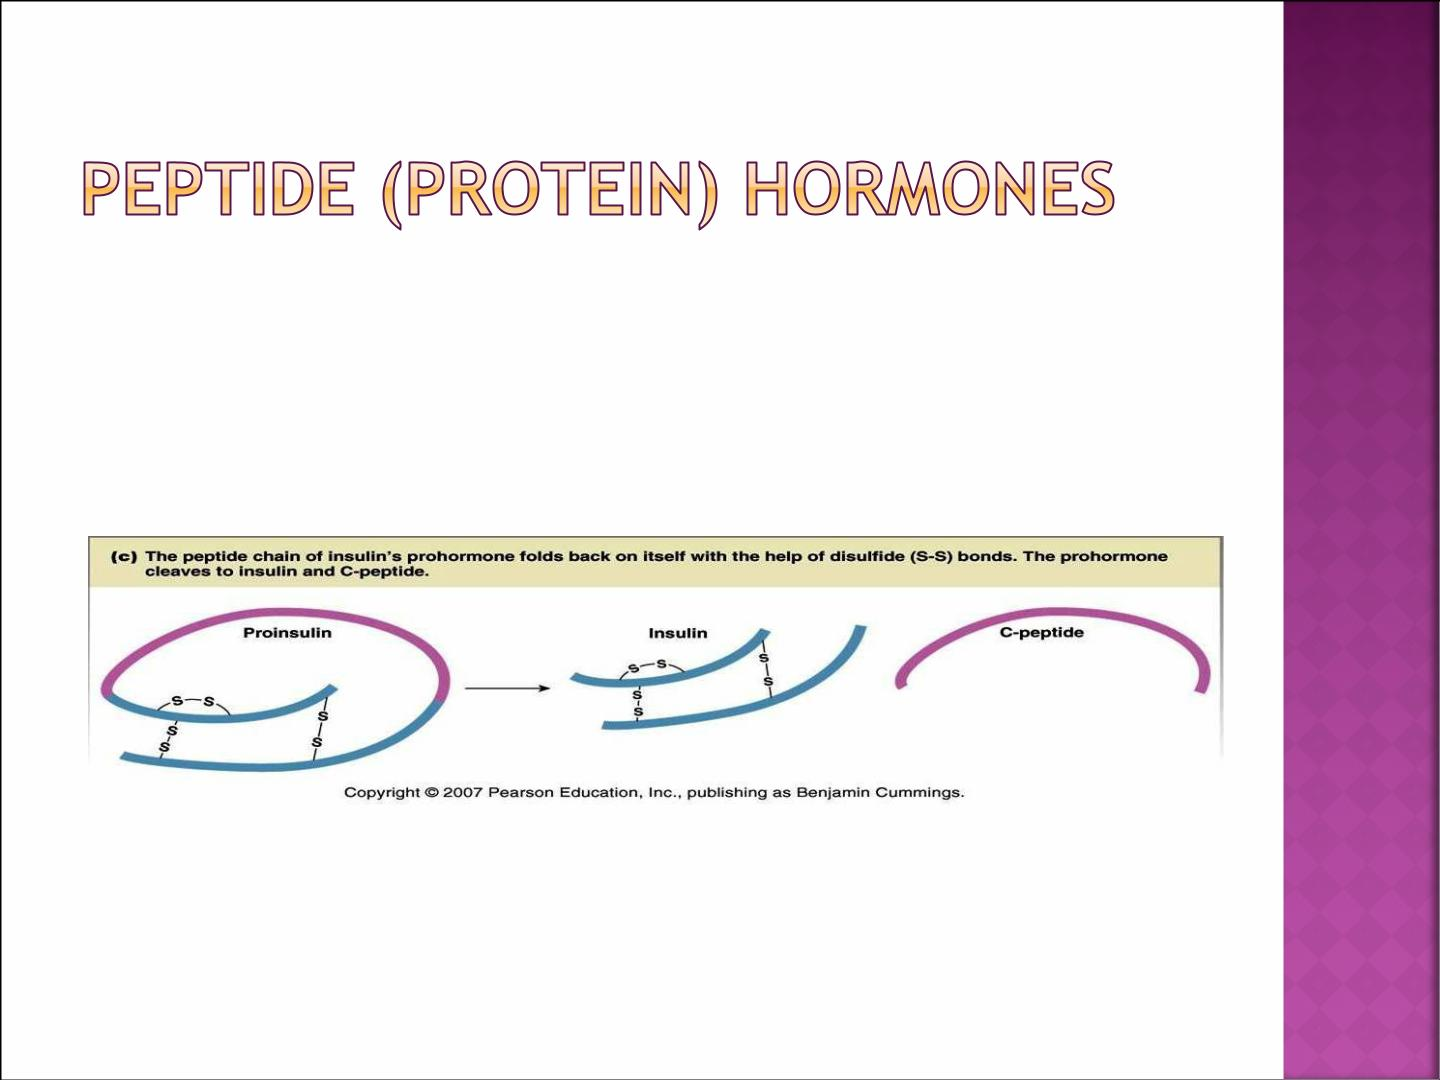 PEPTIDE (PROTEIN) HORMONES
(c) The peptide chain of insulin's prohormone folds back on itself with the help of disulfide (S-S) bonds. The prohormone
cleaves to insulin and C-peptide.
Proinsulin
S S
S
S
S
S
Insulin
S S
S
S
S
S
C-peptide
Copyright © 2007 Pearson Education, Inc., publishing as Benjamin Cummings.